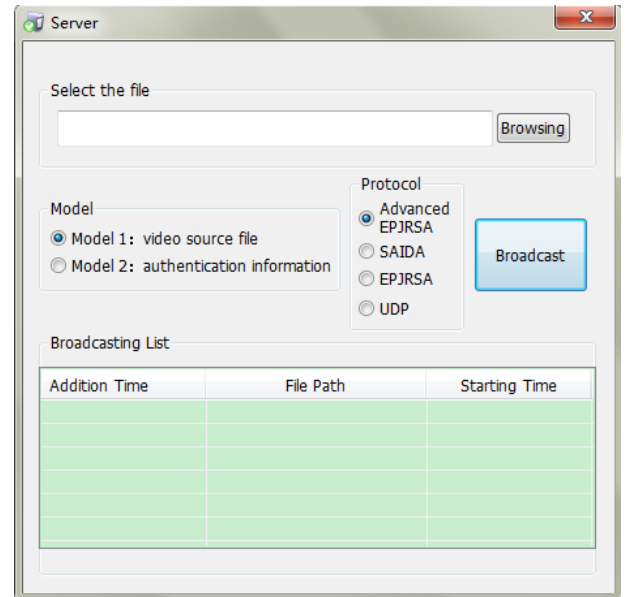 Server
Select the file
Browsing
Model
Model 1: video source file
Model 2: authentication information
Protocol
Advanced
EPJRSA
SAIDA
EPJRSA
UDP
Broadcast
Broadcasting List
Addition Time File Path Starting Time